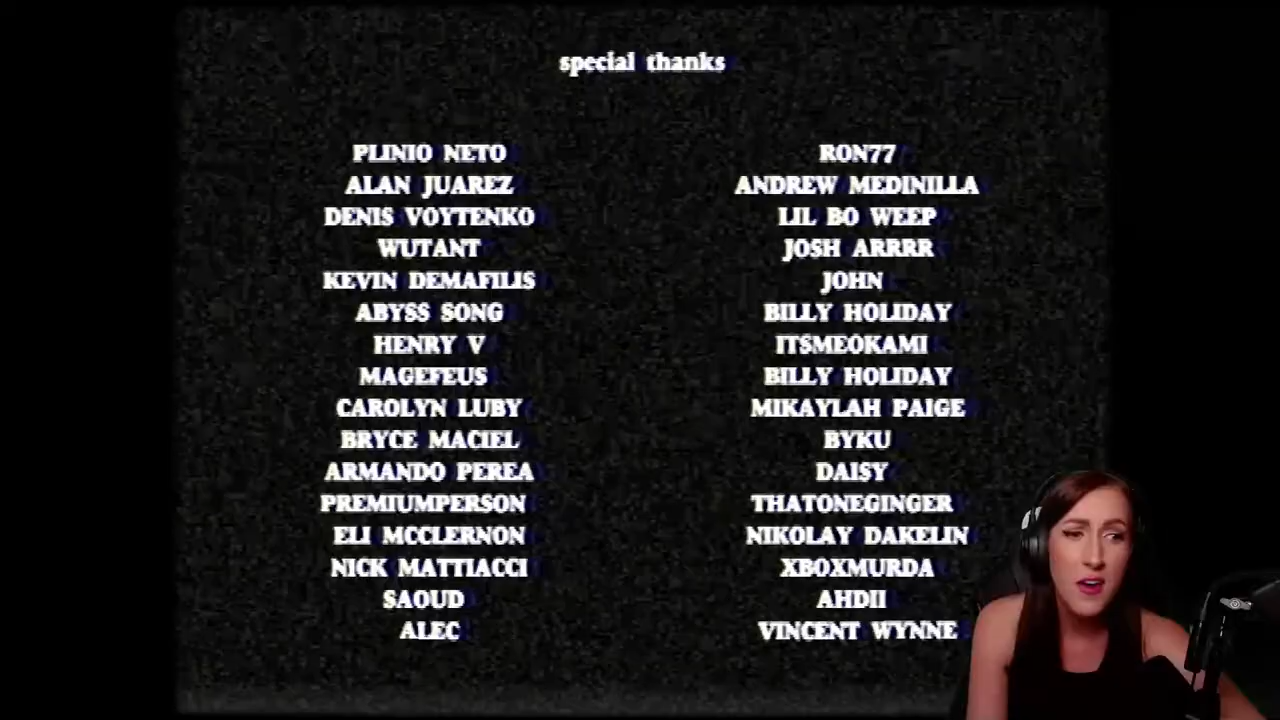 special thanks
PLINIO NETO
ALAN JUAREZ
DENIS VOYTENKO
WUTANT
KEVIN DEMAFILIS
ABYSS SONG
HENRY V
MAGEFEUS
CAROLYN LUBY
BRYCE MACIEL
ARMANDO PEREA
PREMIUMPERSON
ELI MCCLERNON
NICK MATTIACCI
SAOUD
ALEC
RON77
ANDREW MEDINILLA
LIL BO WEEP
JOSH ARRRR
JOHN
BILLY HOLIDAY
ITSMEOKAMI
BILLY HOLIDAY
MIKAYLAH PAIGE
BYKU
DAISY
THATONEGINGER
NIKOLAY DAKELIN
XBOXMURDA
AHDII
VINCENT WYNNE